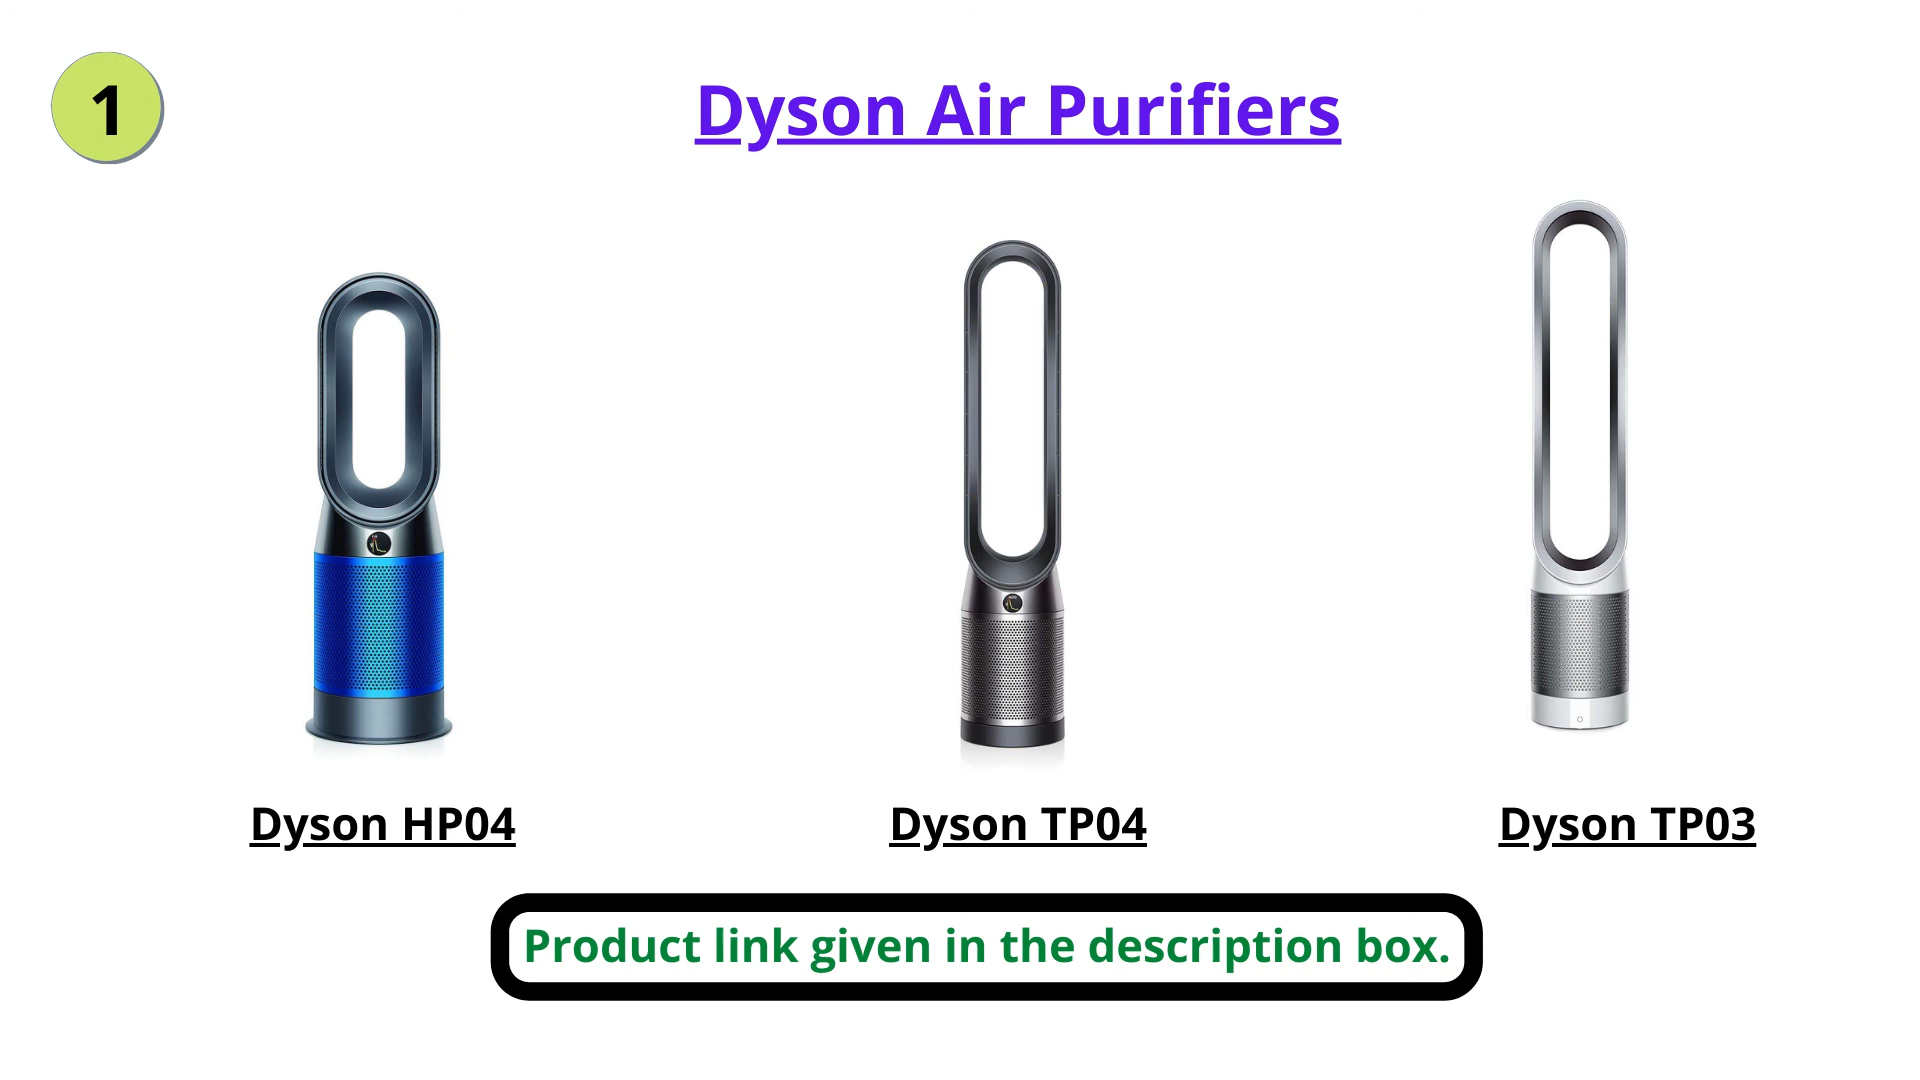 1
Dyson Air Purifiers
Dyson HP04
Dyson TP04
Dyson TP03
Product link given in the description box.